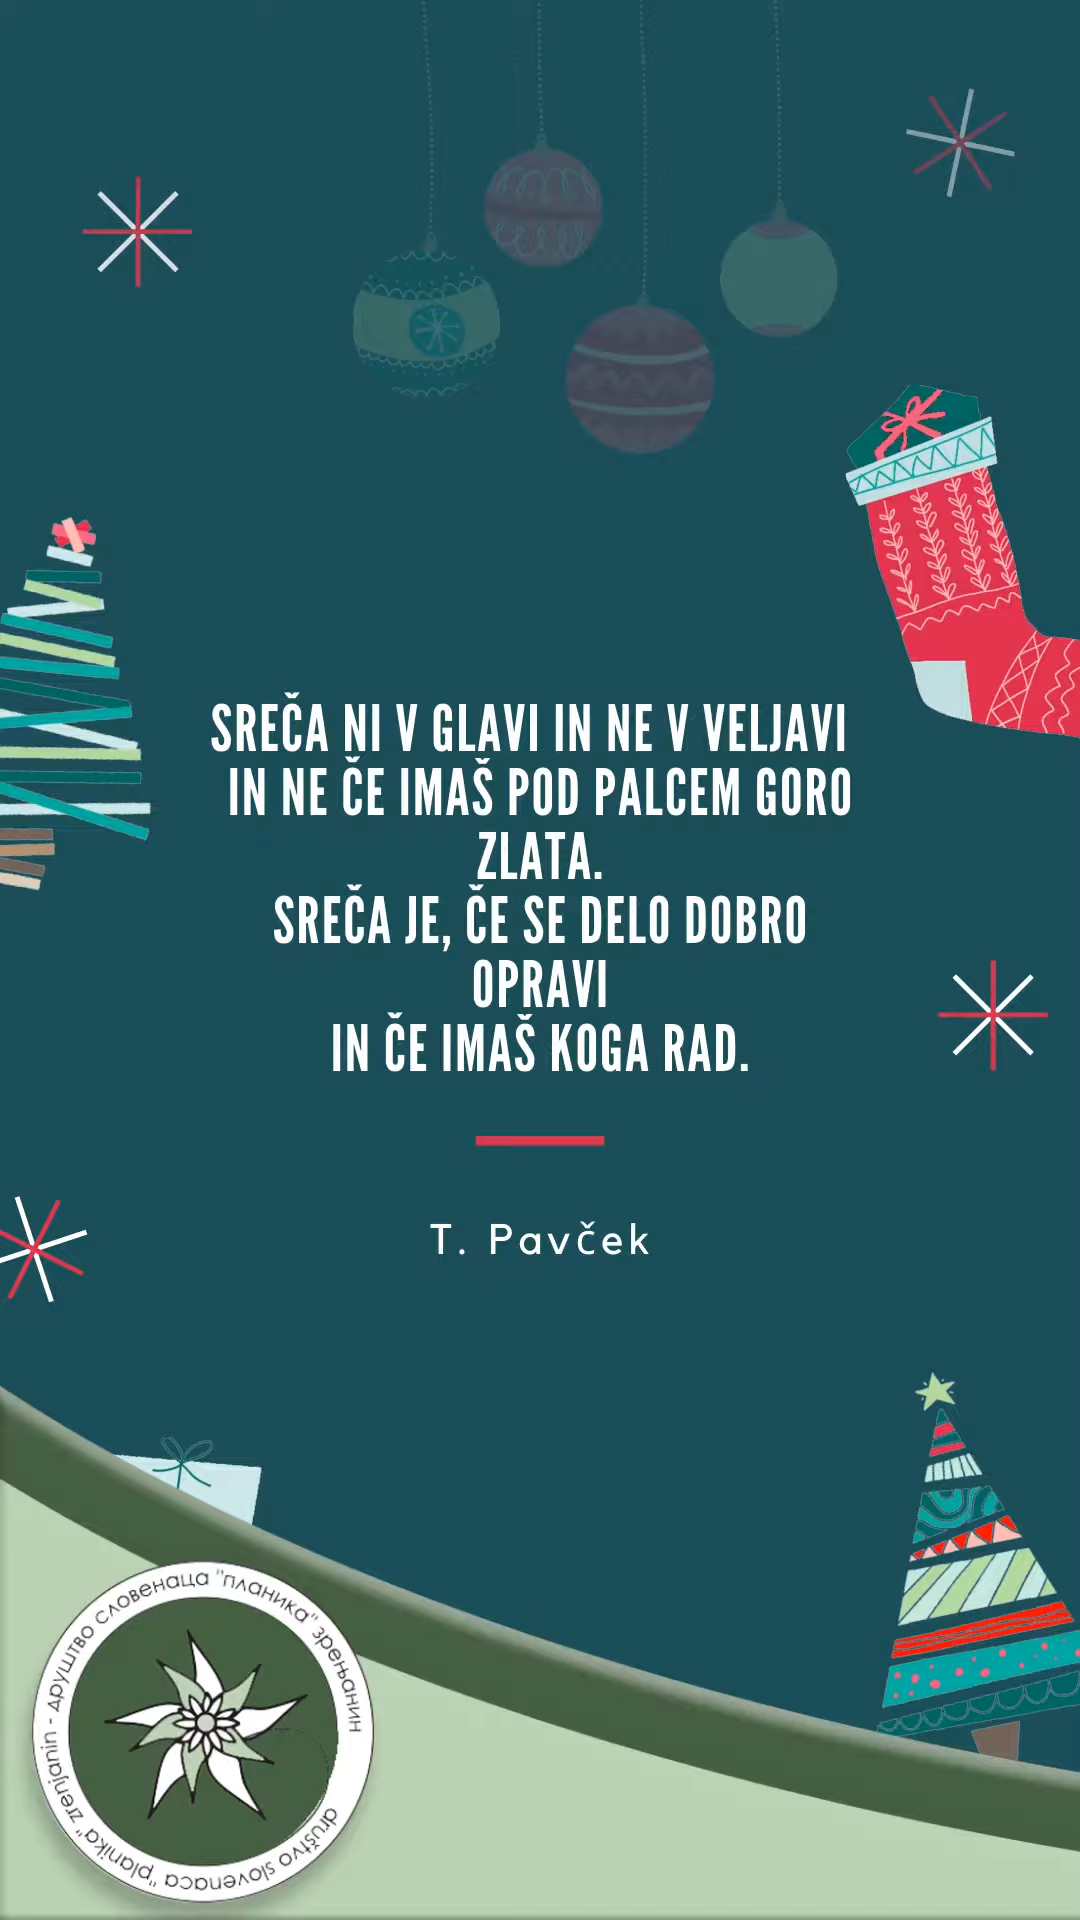 SREČA NI V GLAVI IN NE V VELJAVI
IN NE ČE IMAŠ POD PALCEM GORO
ZLATA.
SREČA JE, ČE SE DELO DOBRO
OPRAVI
IN ČE IMAŠ KOGA RAD.
T. Pavček
друштво словенаца "планика" зрењанин
društvo slovenaca "planika" zrenjanin -